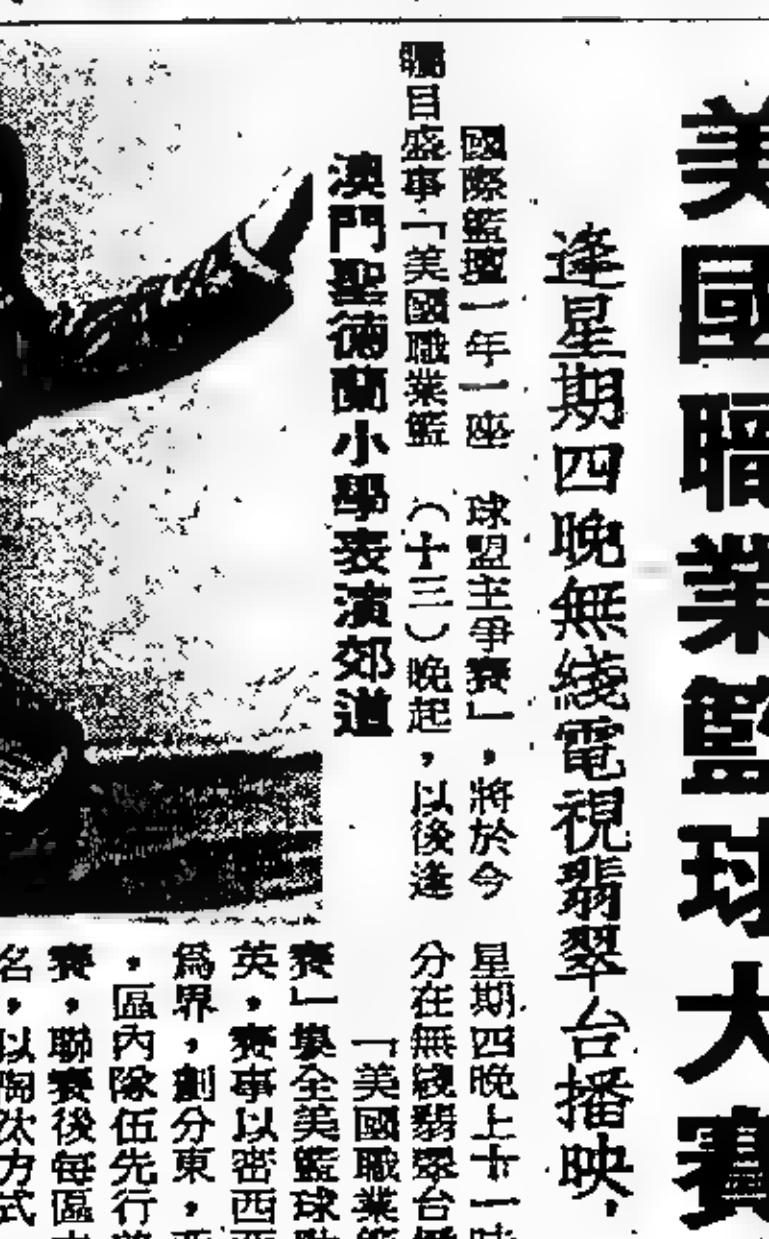 美國職業籃球大賽
逢星期四晚無綫電視翡翠台播映，
國際籃壇一年一座
矚目盛事「美國職業籃
球盟主爭賽」，將於今
（十三）晚起，以後逢
星期四晚上十一時
分在無綫翡翠台播
「美國職業籃
賽」集全美籃球
英，賽事以密西西
為界，劃分東，西
，區內隊伍先行
賽，聯賽後每區
名，以淘汰方式
澳門聖德蘭小學表演郊遊